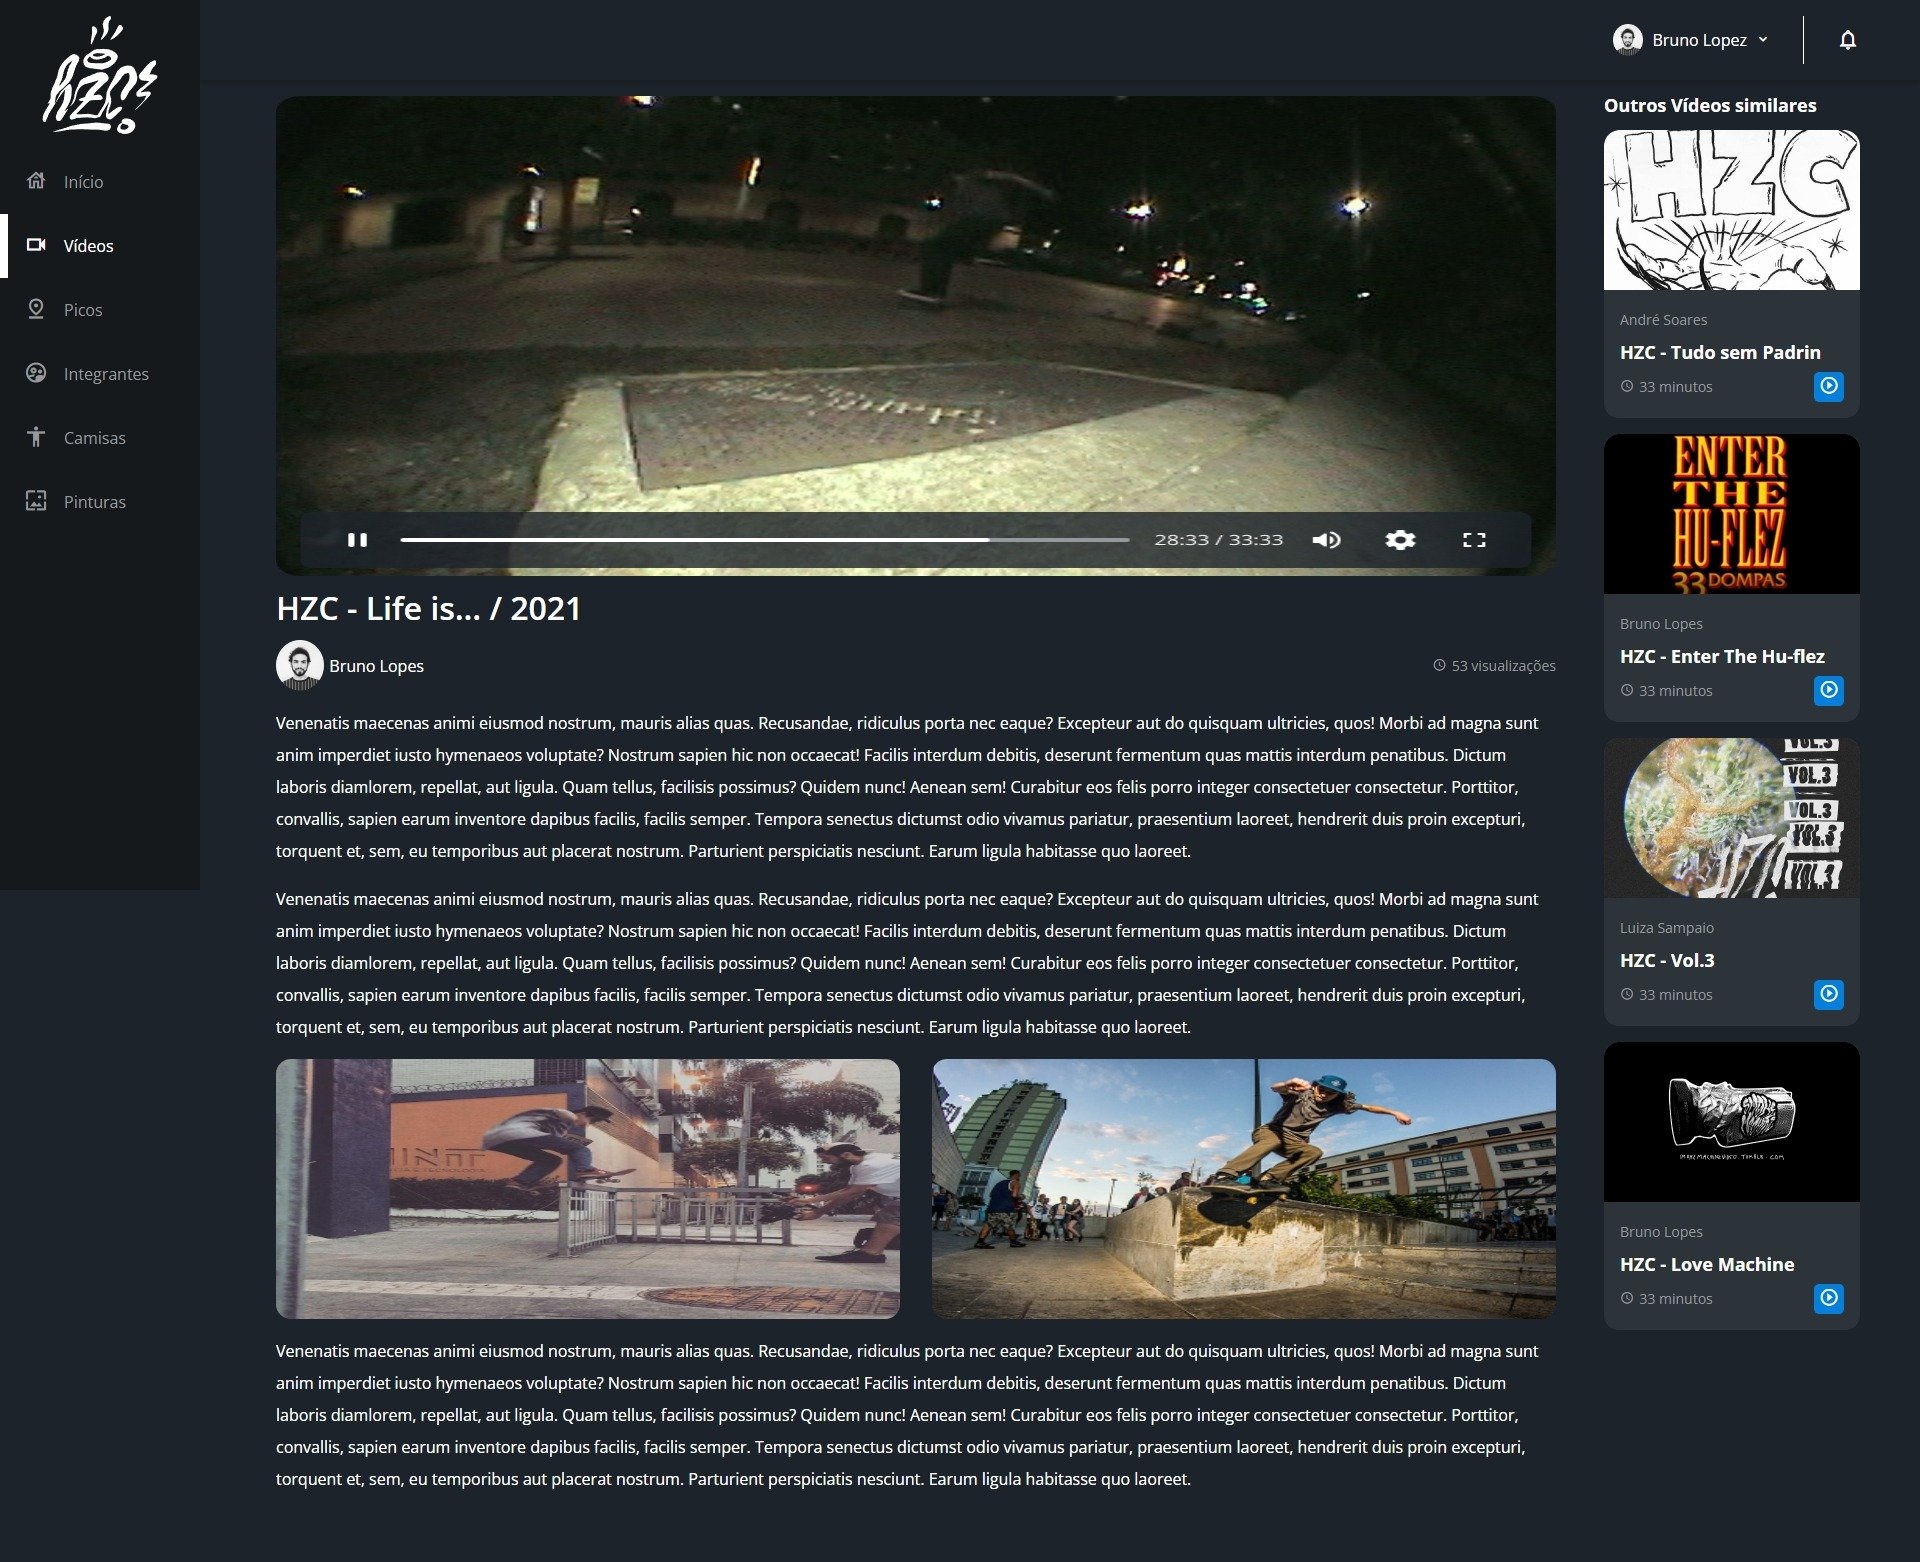 HZCs
Início
Vídeos
Picos
Integrantes
Camisas
Pinturas
Bruno Lopez
28:33 / 33:33
HZC - Life is... / 2021
Bruno Lopes
53 visualizações
Venenatis maecenas animi eiusmod nostrum, mauris alias quas. Recusandae, ridiculus porta nec eaque? Excepteur aut do quisquam ultricies, quos! Morbi ad magna sunt
anim imperdiet iusto hymenaeos voluptate? Nostrum sapien hic non occaecat! Facilis interdum debitis, deserunt fermentum quas mattis interdum penatibus. Dictum
laboris diamlorem, repellat, aut ligula. Quam tellus, facilisis possimus? Quidem nunc! Aenean sem! Curabitur eos felis porro integer consectetuer consectetur. Porttitor,
convallis, sapien earum inventore dapibus facilis, facilis semper. Tempora senectus dictumst odio vivamus pariatur, praesentium laoreet, hendrerit duis proin excepturi,
torquent et, sem, eu temporibus aut placerat nostrum. Parturient perspiciatis nesciunt. Earum ligula habitasse quo laoreet.
Venenatis maecenas animi eiusmod nostrum, mauris alias quas. Recusandae, ridiculus porta nec eaque? Excepteur aut do quisquam ultricies, quos! Morbi ad magna sunt
anim imperdiet iusto hymenaeos voluptate? Nostrum sapien hic non occaecat! Facilis interdum debitis, deserunt fermentum quas mattis interdum penatibus. Dictum
laboris diamlorem, repellat, aut ligula. Quam tellus, facilisis possimus? Quidem nunc! Aenean sem! Curabitur eos felis porro integer consectetuer consectetur. Porttitor,
convallis, sapien earum inventore dapibus facilis, facilis semper. Tempora senectus dictumst odio vivamus pariatur, praesentium laoreet, hendrerit duis proin excepturi,
torquent et, sem, eu temporibus aut placerat nostrum. Parturient perspiciatis nesciunt. Earum ligula habitasse quo laoreet.
Venenatis maecenas animi eiusmod nostrum, mauris alias quas. Recusandae, ridiculus porta nec eaque? Excepteur aut do quisquam ultricies, quos! Morbi ad magna sunt
anim imperdiet iusto hymenaeos voluptate? Nostrum sapien hic non occaecat! Facilis interdum debitis, deserunt fermentum quas mattis interdum penatibus. Dictum
laboris diamlorem, repellat, aut ligula. Quam tellus, facilisis possimus? Quidem nunc! Aenean sem! Curabitur eos felis porro integer consectetuer consectetur. Porttitor,
convallis, sapien earum inventore dapibus facilis, facilis semper. Tempora senectus dictumst odio vivamus pariatur, praesentium laoreet, hendrerit duis proin excepturi,
torquent et, sem, eu temporibus aut placerat nostrum. Parturient perspiciatis nesciunt. Earum ligula habitasse quo laoreet.
Outros Vídeos similares
HZC
André Soares
HZC - Tudo sem Padrin
33 minutos
ENTER
THE
HU-FLEZ
33 DOMPAS
Bruno Lopes
HZC - Enter The Hu-flez
33 minutos
VOL.3
VOL.3
VOL.3
VOL.3
VOL.3
Luiza Sampaio
HZC - Vol.3
33 minutos
Bruno Lopes
HZC - Love Machine
33 minutos